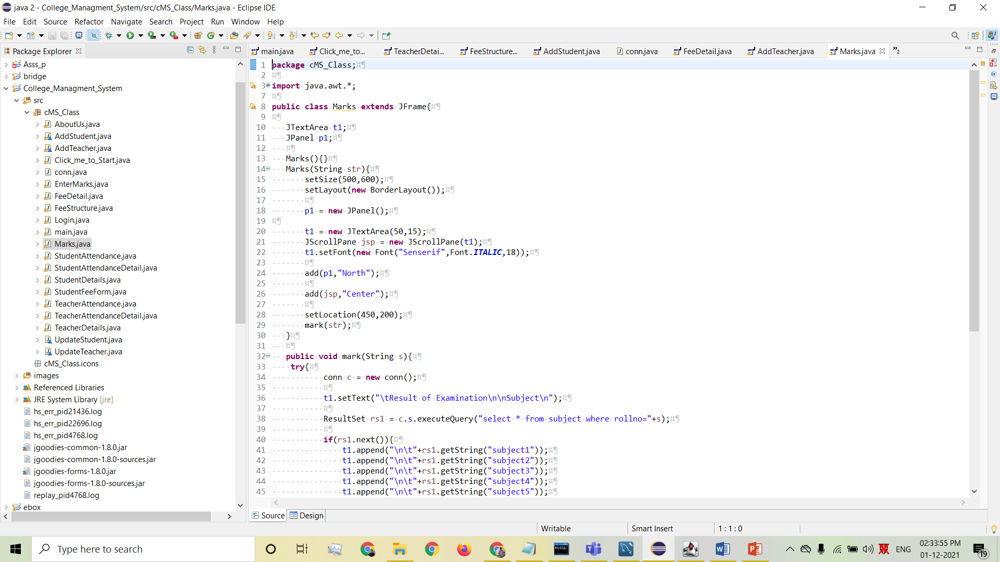 java 2 - College_Managment_System/src/cMS_Class/Marks.java - Eclipse IDE
File Edit Source Refactor Navigate Search Project Run Window Help
Package Explorer
Asss_p
bridge
College_Managment_System
src
cMS_Class
AboutUs.java
AddStudent.java
AddTeacher.java
Click_me_to_Start.java
conn.java
EnterMarks.java
FeeDetail.java
FeeStructure.java
Login.java
main.java
Marks.java
StudentAttendance.java
StudentAttendanceDetail.java
StudentDetails.java
StudentFeeForm.java
TeacherAttendance.java
TeacherAttendanceDetail.java
TeacherDetails.java
UpdateStudent.java
UpdateTeacher.java
cMS_Class.icons
images
Referenced Libraries
JRE System Library [jre]
hs_err_pid21436.log
hs_err_pid22696.log
hs_err_pid4768.log
jgoodies-common-1.8.0.jar
jgoodies-common-1.8.0-sources.jar
jgoodies-forms-1.8.0.jar
jgoodies-forms-1.8.0-sources.jar
replay_pid4768.log
ebox
main.java Click_me_to... TeacherDetai... FeeStructure... AddStudent.java conn.java FeeDetail.java AddTeacher.java Marks.java »2
1 package cMS_Class;¤¶
2 ¤¶
3 import java.awt.*;
7 ¤¶
8 public class Marks extends JFrame{¤¶
9 ¤¶
10 JTextArea t1;¤¶
11 JPanel p1;¤¶
12 ¤¶
13 Marks(){}¤¶
14 Marks(String str){¤¶
15 setSize(500,600);¤¶
16 setLayout(new BorderLayout());¤¶
17 ¤¶
18 p1 = new JPanel();¤¶
19 ¤¶
20 t1 = new JTextArea(50,15);¤¶
21 JScrollPane jsp = new JScrollPane(t1);¤¶
22 t1.setFont(new Font("Senserif",Font.ITALIC,18));¤¶
23 ¤¶
24 add(p1,"North");¤¶
25 ¤¶
26 add(jsp,"Center");¤¶
27 ¤¶
28 setLocation(450,200);¤¶
29 mark(str);¤¶
30 }¤¶
31 ¤¶
32 public void mark(String s){¤¶
33 try{¤¶
34 conn c = new conn();¤¶
35 ¤¶
36 t1.setText("\tResult of Examination\n\nSubject\n");¤¶
37 ¤¶
38 ResultSet rs1 = c.s.executeQuery("select * from subject where rollno="+s);¤¶
39 ¤¶
40 if(rs1.next()){¤¶
41 t1.append("\n\t"+rs1.getString("subject1"));¤¶
42 t1.append("\n\t"+rs1.getString("subject2"));¤¶
43 t1.append("\n\t"+rs1.getString("subject3"));¤¶
44 t1.append("\n\t"+rs1.getString("subject4"));¤¶
45 t1.append("\n\t"+rs1.getString("subject5"));¤¶
Source Design
Writable Smart Insert 1 : 1 : 0
Type here to search
MySQL
ENG
02:33:55 PM
01-12-2021
19